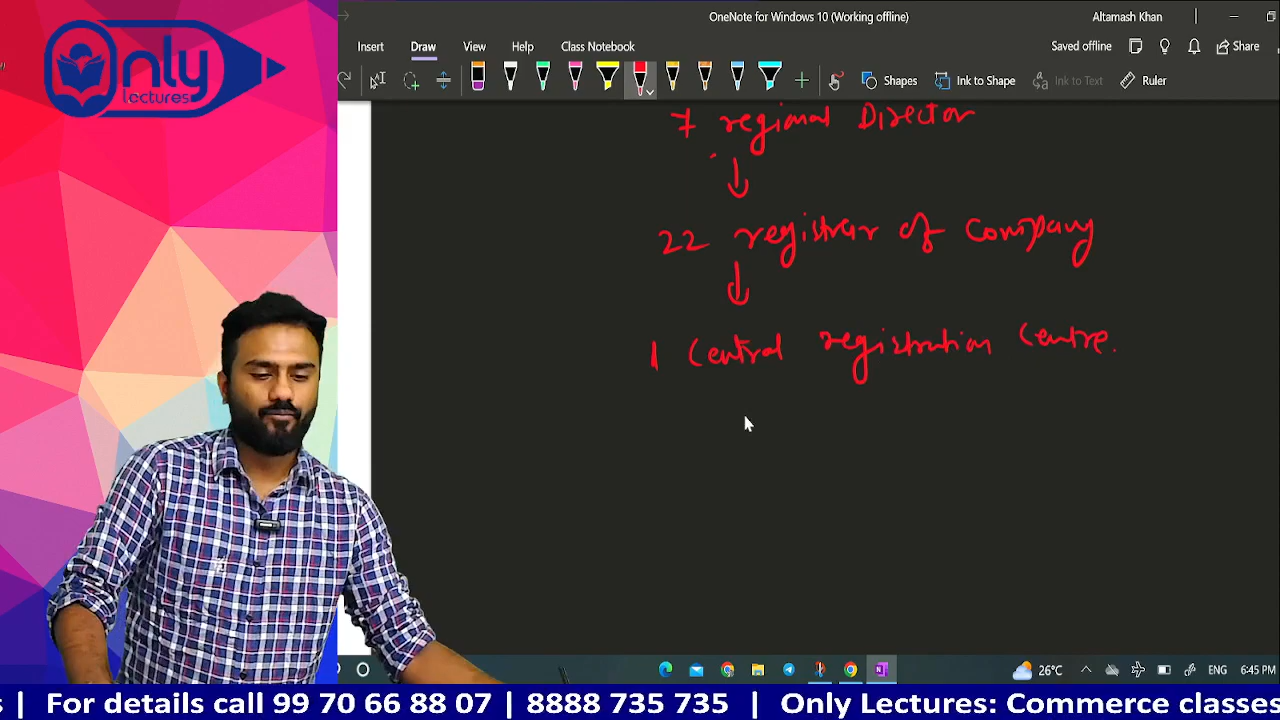 OneNote for Windows 10 (Working offline)
Altamash Khan
Insert Draw View Help Class Notebook
Saved offline
Share
Shapes
Ink to Shape
Ink to Text
Ruler
Only
lectures
7 regional Director
22 registrar of company
1 Central registration Centre.
26°C
ENG
6:45 PM
s | For details call 99 70 66 88 07 | 8888 735 735 | Only Lectures: Commerce classes